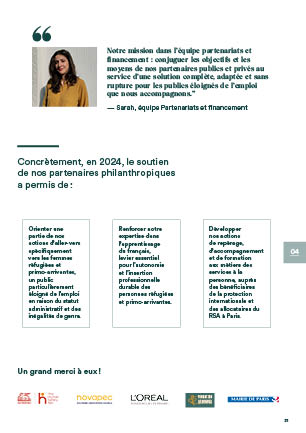 Notre mission dans l'équipe partenariats et
financement : conjuguer les objectifs et les
moyens de nos partenaires publics et privés au
service d'une solution complète, adaptée et sans
rupture pour les publics éloignés de l'emploi
que nous accompagnons."
— Sarah, équipe Partenariats et financement
Concrètement, en 2024, le soutien
de nos partenaires philanthropiques
a permis de :
Orienter une
partie de nos
actions d'aller-vers
spécifiquement
vers les femmes
réfugiées et
primo-arrivantes,
un public
particulièrement
éloigné de l'emploi
en raison du statut
administratif et des
inégalités de genre.
Renforcer notre
expertise dans
l'apprentissage
du français,
levier essentiel
pour l'autonomie
et l'insertion
professionnelle
durable des
personnes réfugiées
et primo-arrivantes.
Développer
nos actions
de repérage,
d'accompagnement
et de formation
aux métiers des
services à la
personne, auprès
des bénéficiaires
de la protection
internationale et
des allocataires du
RSA à Paris.
04
Un grand merci à eux !
novapec
L'ORÉAL
MAIRIE DE PARIS